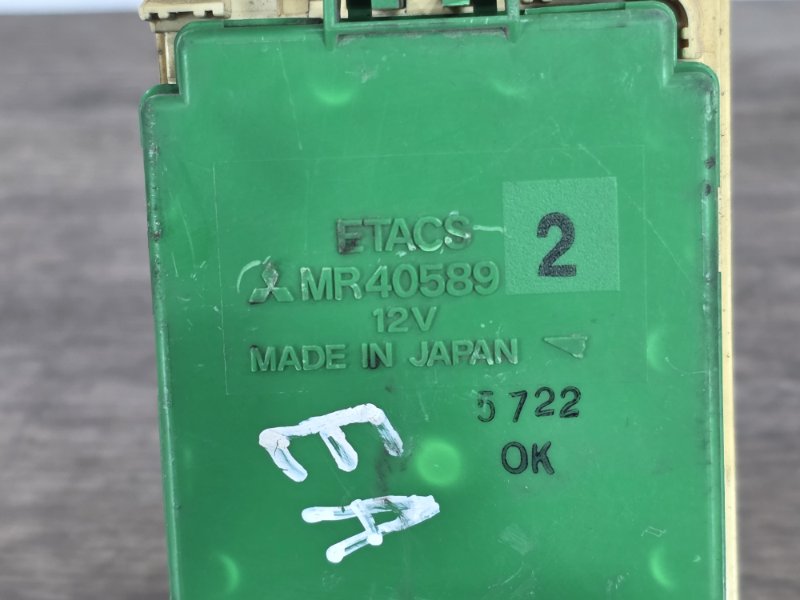 ETACS
MR40589 2
12V
MADE IN JAPAN
5722
OK
E
A